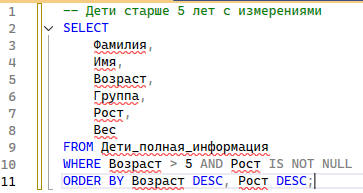 1 -- Дети старше 5 лет с измерениями
2 SELECT
3 Фамилия,
4 Имя,
5 Возраст,
6 Группа,
7 Рост,
8 Вес
9 FROM Дети_полная_информация
10 WHERE Возраст > 5 AND Рост IS NOT NULL
11 ORDER BY Возраст DESC, Рост DESC;